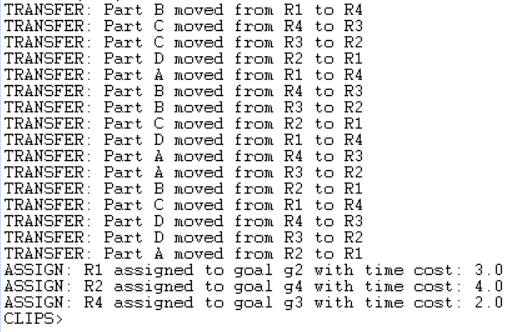 TRANSFER: Part B moved from R1 to R4
TRANSFER: Part C moved from R4 to R3
TRANSFER: Part C moved from R3 to R2
TRANSFER: Part D moved from R2 to R1
TRANSFER: Part A moved from R1 to R4
TRANSFER: Part B moved from R4 to R3
TRANSFER: Part B moved from R3 to R2
TRANSFER: Part C moved from R2 to R1
TRANSFER: Part D moved from R1 to R4
TRANSFER: Part A moved from R4 to R3
TRANSFER: Part A moved from R3 to R2
TRANSFER: Part B moved from R2 to R1
TRANSFER: Part C moved from R1 to R4
TRANSFER: Part D moved from R4 to R3
TRANSFER: Part D moved from R3 to R2
TRANSFER: Part A moved from R2 to R1
ASSIGN: R1 assigned to goal g2 with time cost: 3.0
ASSIGN: R2 assigned to goal g4 with time cost: 4.0
ASSIGN: R4 assigned to goal g3 with time cost: 2.0
CLIPS>